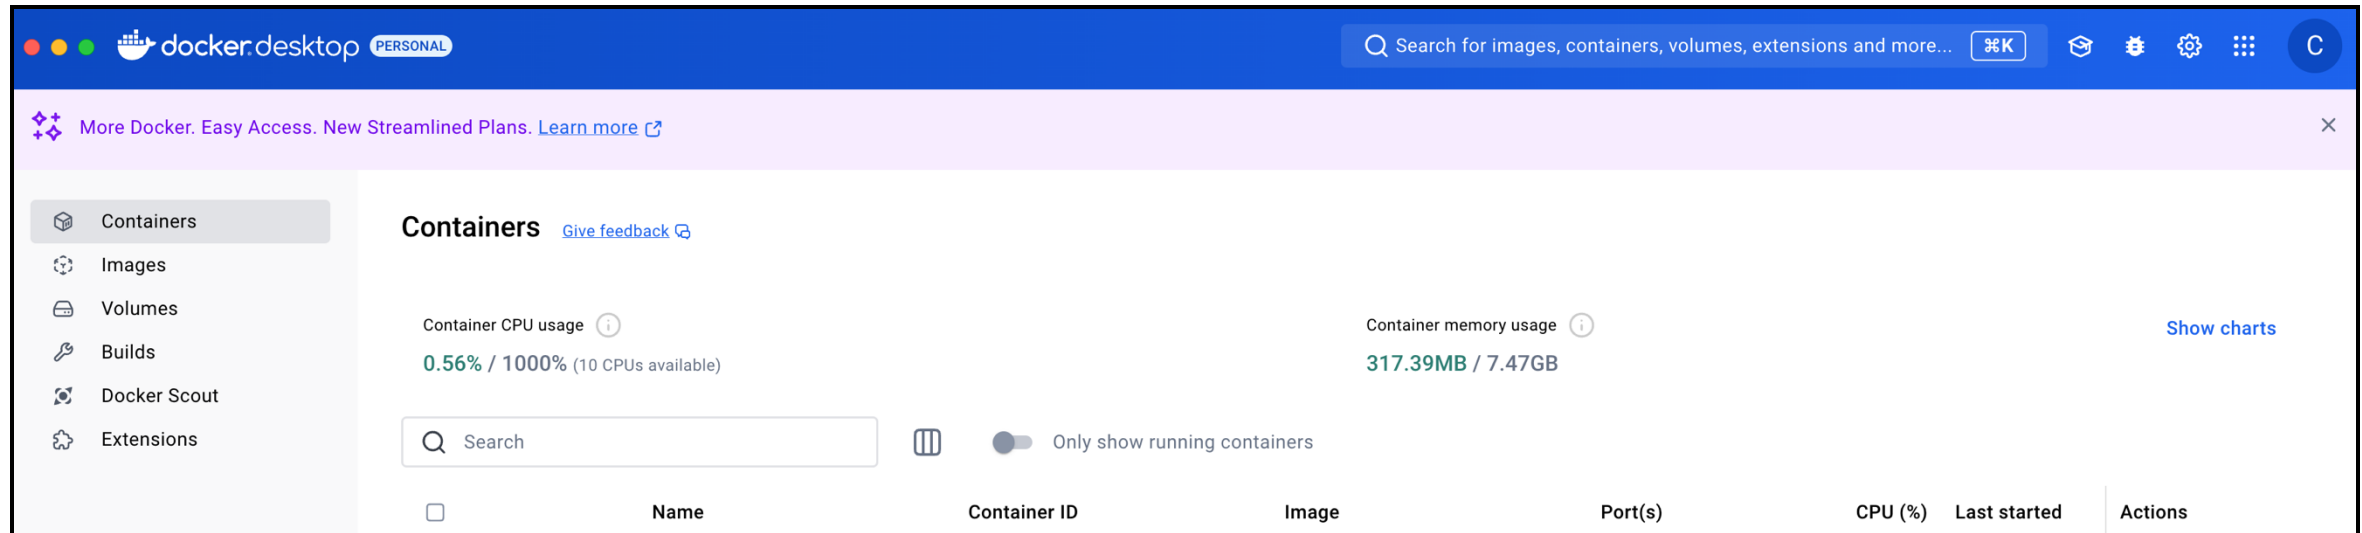 docker.desktop PERSONAL
Search for images, containers, volumes, extensions and more... ⌘K
C
More Docker. Easy Access. New Streamlined Plans. Learn more
Containers
Images
Volumes
Builds
Docker Scout
Extensions
Containers Give feedback
Container CPU usage
0.56% / 1000% (10 CPUs available)
Container memory usage
317.39MB / 7.47GB
Show charts
Search
Only show running containers
Name Container ID Image Port(s) CPU (%) Last started Actions